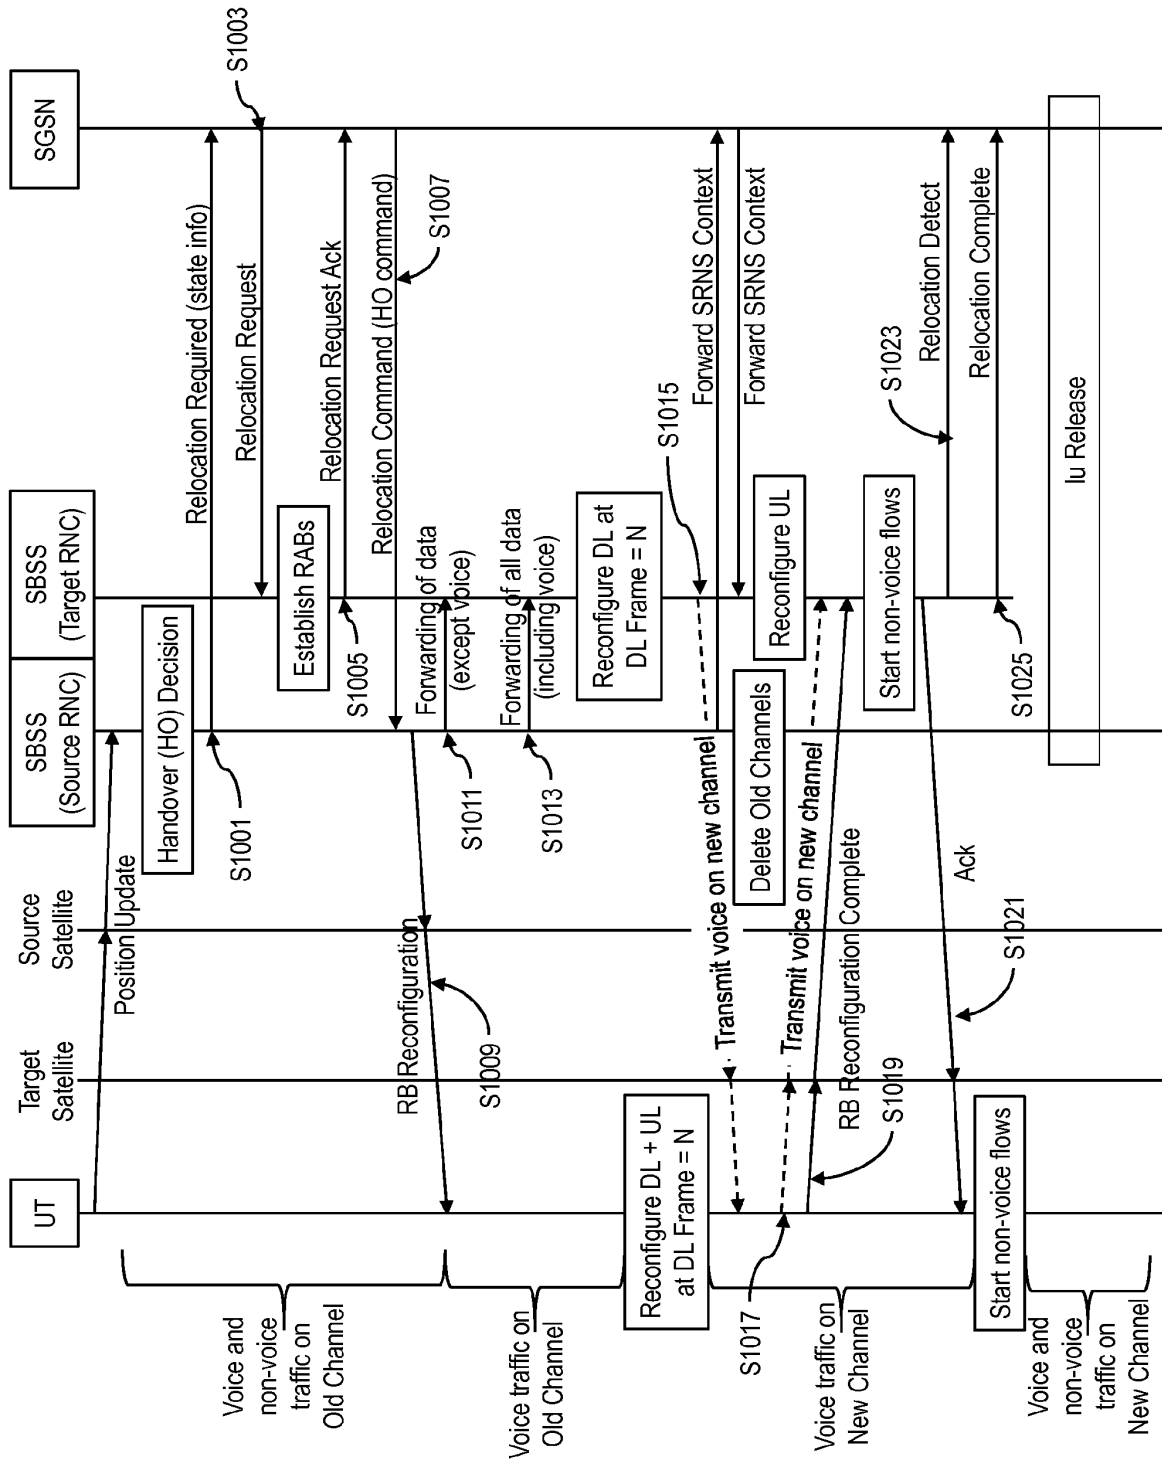 UT
Target
Satellite
Source
Satellite
SBSS
(Source RNC)
SBSS
(Target RNC)
SGSN
Position Update
Handover (HO) Decision
S1001
Relocation Required (state info)
S1003
Relocation Request
Establish RABs
S1005
Relocation Request Ack
Relocation Command (HO command)
S1007
Voice and
non-voice
traffic on
Old Channel
RB Reconfiguration
S1009
Forwarding of data
(except voice)
S1011
Forwarding of all data
(including voice)
S1013
Voice traffic on
Old Channel
Reconfigure DL + UL
at DL Frame = N
Reconfigure DL at
DL Frame = N
S1015
Transmit voice on new channel
Forward SRNS Context
Forward SRNS Context
Delete Old Channels
Reconfigure UL
S1017
Transmit voice on new channel
RB Reconfiguration Complete
S1019
Voice traffic on
New Channel
Start non-voice flows
S1023
Ack
S1021
Relocation Detect
Relocation Complete
S1025
Start non-voice flows
Voice and
non-voice
traffic on
New Channel
Iu Release